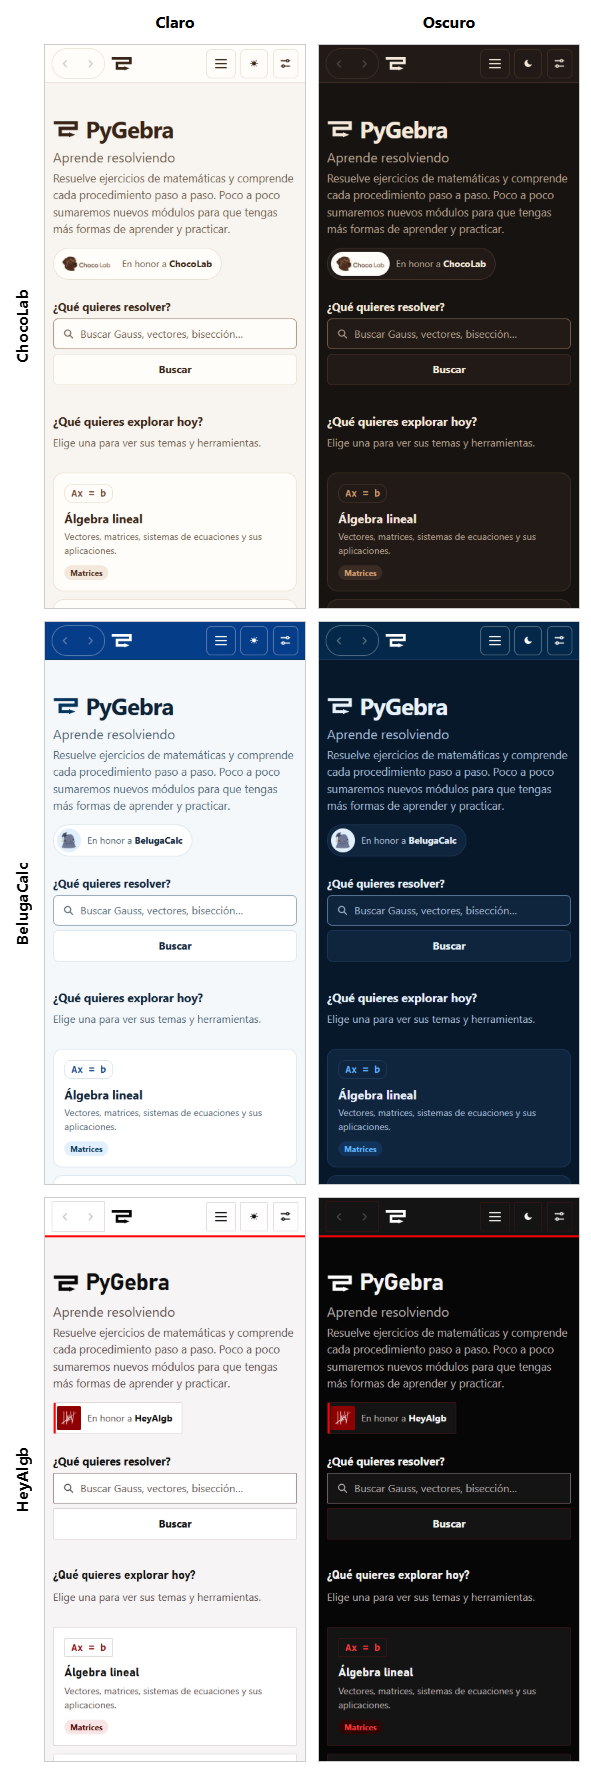 Claro
Oscuro
ChocoLab
PyGebra
Aprende resolviendo
Resuelve ejercicios de matemáticas y comprende
cada procedimiento paso a paso. Poco a poco
sumaremos nuevos módulos para que tengas
más formas de aprender y practicar.
Choco Lab
En honor a ChocoLab
¿Qué quieres resolver?
Buscar Gauss, vectores, bisección...
Buscar
¿Qué quieres explorar hoy?
Elige una para ver sus temas y herramientas.
Ax = b
Álgebra lineal
Vectores, matrices, sistemas de ecuaciones y sus
aplicaciones.
Matrices
PyGebra
Aprende resolviendo
Resuelve ejercicios de matemáticas y comprende
cada procedimiento paso a paso. Poco a poco
sumaremos nuevos módulos para que tengas
más formas de aprender y practicar.
Choco Lab
En honor a ChocoLab
¿Qué quieres resolver?
Buscar Gauss, vectores, bisección...
Buscar
¿Qué quieres explorar hoy?
Elige una para ver sus temas y herramientas.
Ax = b
Álgebra lineal
Vectores, matrices, sistemas de ecuaciones y sus
aplicaciones.
Matrices
BelugaCalc
PyGebra
Aprende resolviendo
Resuelve ejercicios de matemáticas y comprende
cada procedimiento paso a paso. Poco a poco
sumaremos nuevos módulos para que tengas
más formas de aprender y practicar.
En honor a BelugaCalc
¿Qué quieres resolver?
Buscar Gauss, vectores, bisección...
Buscar
¿Qué quieres explorar hoy?
Elige una para ver sus temas y herramientas.
Ax = b
Álgebra lineal
Vectores, matrices, sistemas de ecuaciones y sus
aplicaciones.
Matrices
PyGebra
Aprende resolviendo
Resuelve ejercicios de matemáticas y comprende
cada procedimiento paso a paso. Poco a poco
sumaremos nuevos módulos para que tengas
más formas de aprender y practicar.
En honor a BelugaCalc
¿Qué quieres resolver?
Buscar Gauss, vectores, bisección...
Buscar
¿Qué quieres explorar hoy?
Elige una para ver sus temas y herramientas.
Ax = b
Álgebra lineal
Vectores, matrices, sistemas de ecuaciones y sus
aplicaciones.
Matrices
HeyAlgb
PyGebra
Aprende resolviendo
Resuelve ejercicios de matemáticas y comprende
cada procedimiento paso a paso. Poco a poco
sumaremos nuevos módulos para que tengas
más formas de aprender y practicar.
En honor a HeyAlgb
¿Qué quieres resolver?
Buscar Gauss, vectores, bisección...
Buscar
¿Qué quieres explorar hoy?
Elige una para ver sus temas y herramientas.
Ax = b
Álgebra lineal
Vectores, matrices, sistemas de ecuaciones y sus
aplicaciones.
Matrices
PyGebra
Aprende resolviendo
Resuelve ejercicios de matemáticas y comprende
cada procedimiento paso a paso. Poco a poco
sumaremos nuevos módulos para que tengas
más formas de aprender y practicar.
En honor a HeyAlgb
¿Qué quieres resolver?
Buscar Gauss, vectores, bisección...
Buscar
¿Qué quieres explorar hoy?
Elige una para ver sus temas y herramientas.
Ax = b
Álgebra lineal
Vectores, matrices, sistemas de ecuaciones y sus
aplicaciones.
Matrices